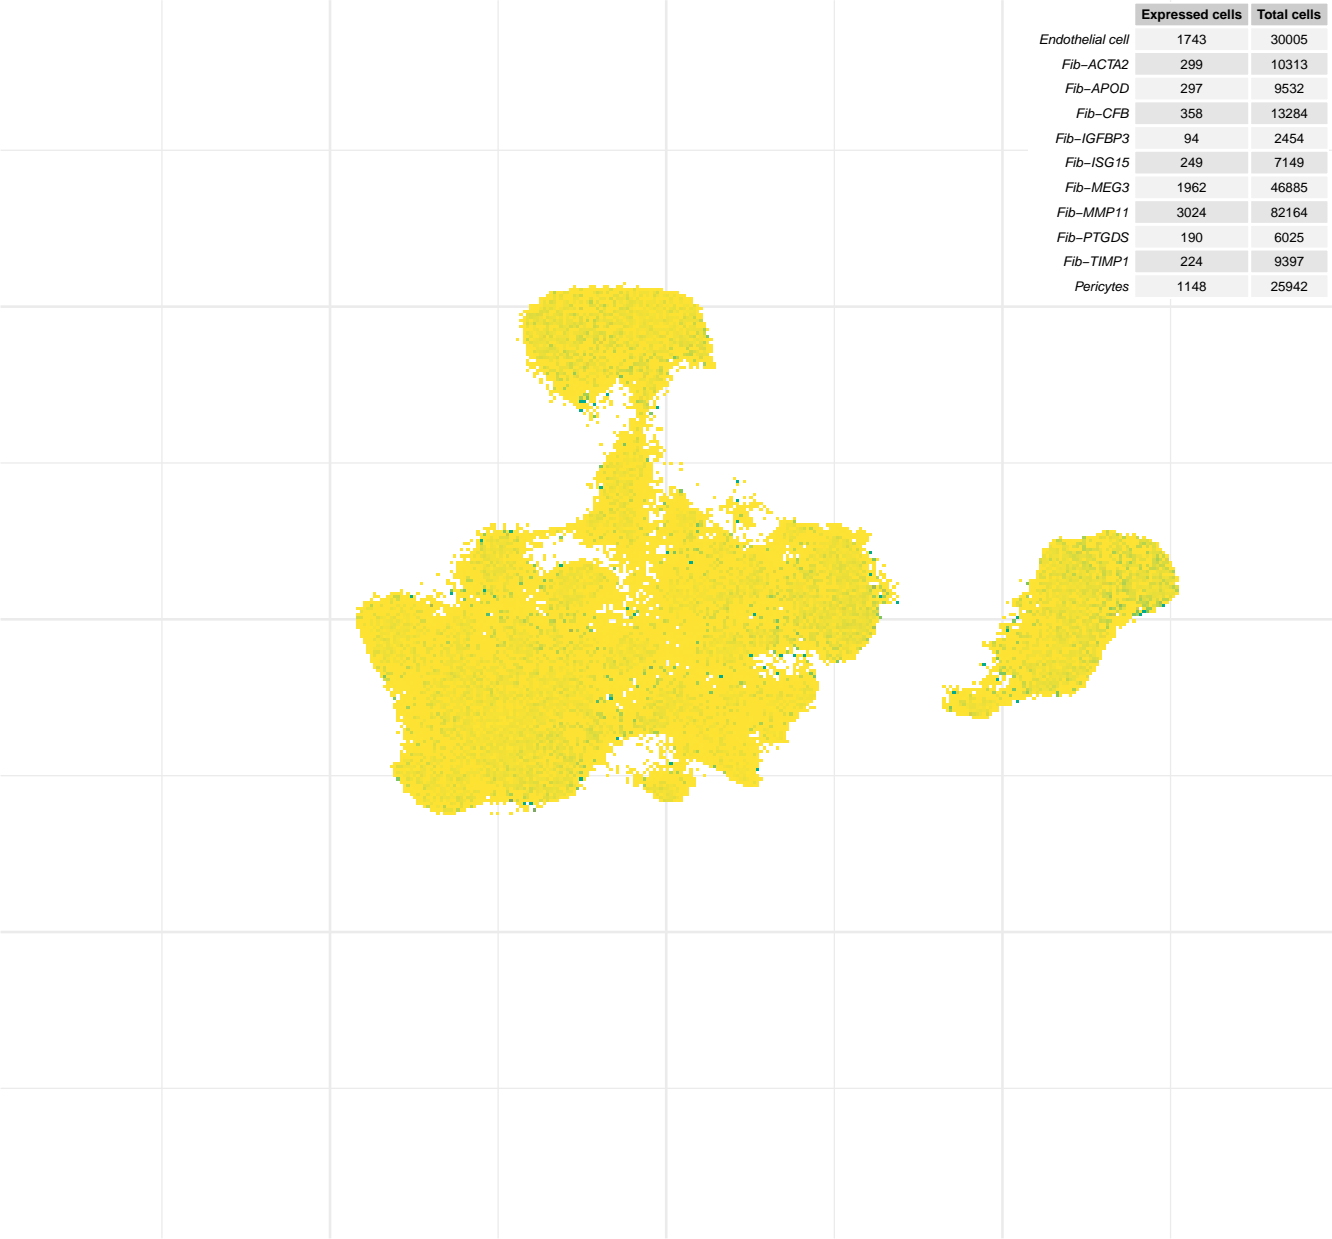 Expressed cells Total cells
Endothelial cell 1743 30005
Fib−ACTA2 299 10313
Fib−APOD 297 9532
Fib−CFB 358 13284
Fib−IGFBP3 94 2454
Fib−ISG15 249 7149
Fib−MEG3 1962 46885
Fib−MMP11 3024 82164
Fib−PTGDS 190 6025
Fib−TIMP1 224 9397
Pericytes 1148 25942